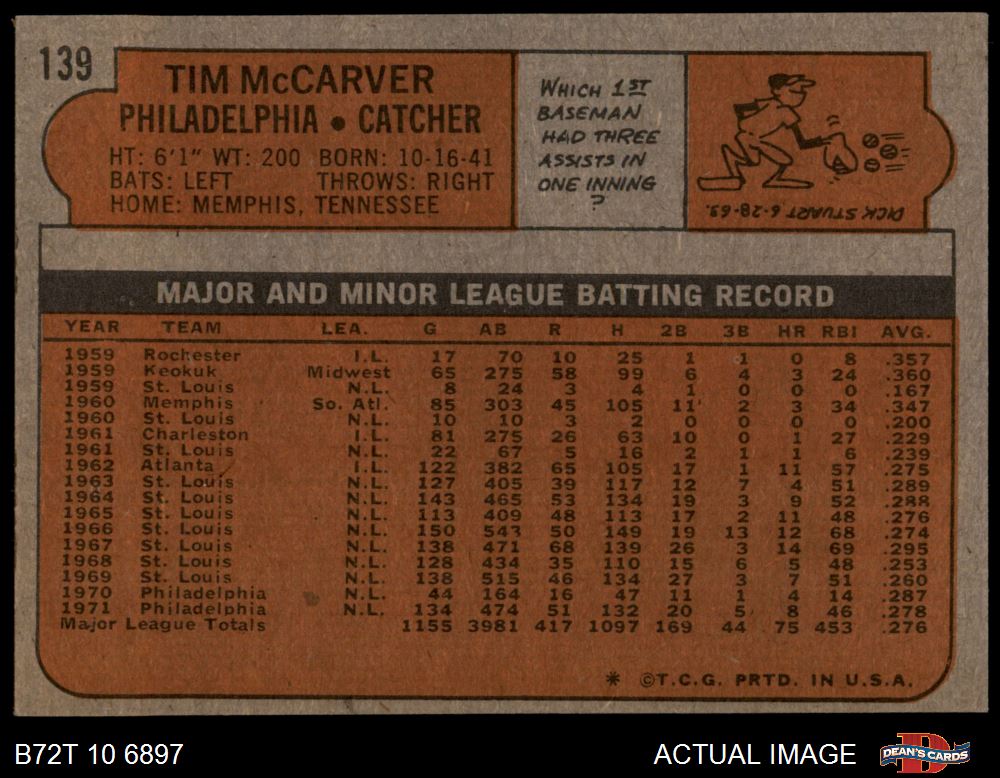 139
TIM McCARVER
PHILADELPHIA • CATCHER
HT: 6'1" WT: 200 BORN: 10-16-41
BATS: LEFT THROWS: RIGHT
HOME: MEMPHIS, TENNESSEE
WHICH 1ST
BASEMAN
HAD THREE
ASSISTS IN
ONE INNING
?
DICK STUART 6-28-63.
MAJOR AND MINOR LEAGUE BATTING RECORD
YEAR TEAM LEA. G AB R H 2B 3B HR RBI AVG.
1959 Rochester I.L. 17 70 10 25 1 1 0 8 .357
1959 Keokuk Midwest 65 275 58 99 6 4 3 24 .360
1959 St. Louis N.L. 8 24 3 4 1 0 0 0 .167
1960 Memphis So. Atl. 85 303 45 105 11 2 3 34 .347
1960 St. Louis N.L. 10 10 3 2 0 0 0 0 .200
1961 Charleston I.L. 81 275 26 63 10 0 1 27 .229
1961 St. Louis N.L. 22 67 5 16 2 1 1 6 .239
1962 Atlanta I.L. 122 382 65 105 17 1 11 57 .275
1963 St. Louis N.L. 127 405 39 117 12 7 4 51 .289
1964 St. Louis N.L. 143 465 53 134 19 3 9 52 .288
1965 St. Louis N.L. 113 409 48 113 17 2 11 48 .276
1966 St. Louis N.L. 150 543 50 149 19 13 12 68 .274
1967 St. Louis N.L. 138 471 68 139 26 3 14 69 .295
1968 St. Louis N.L. 128 434 35 110 15 6 5 48 .253
1969 St. Louis N.L. 138 515 46 134 27 3 7 51 .260
1970 Philadelphia N.L. 44 164 16 47 11 1 4 14 .287
1971 Philadelphia N.L. 134 474 51 132 20 5 8 46 .278
Major League Totals 1155 3981 417 1097 169 44 75 453 .276
* ©T.C.G. PRTD. IN U.S.A.
B72T 10 6897
ACTUAL IMAGE
DEAN'S CARDS